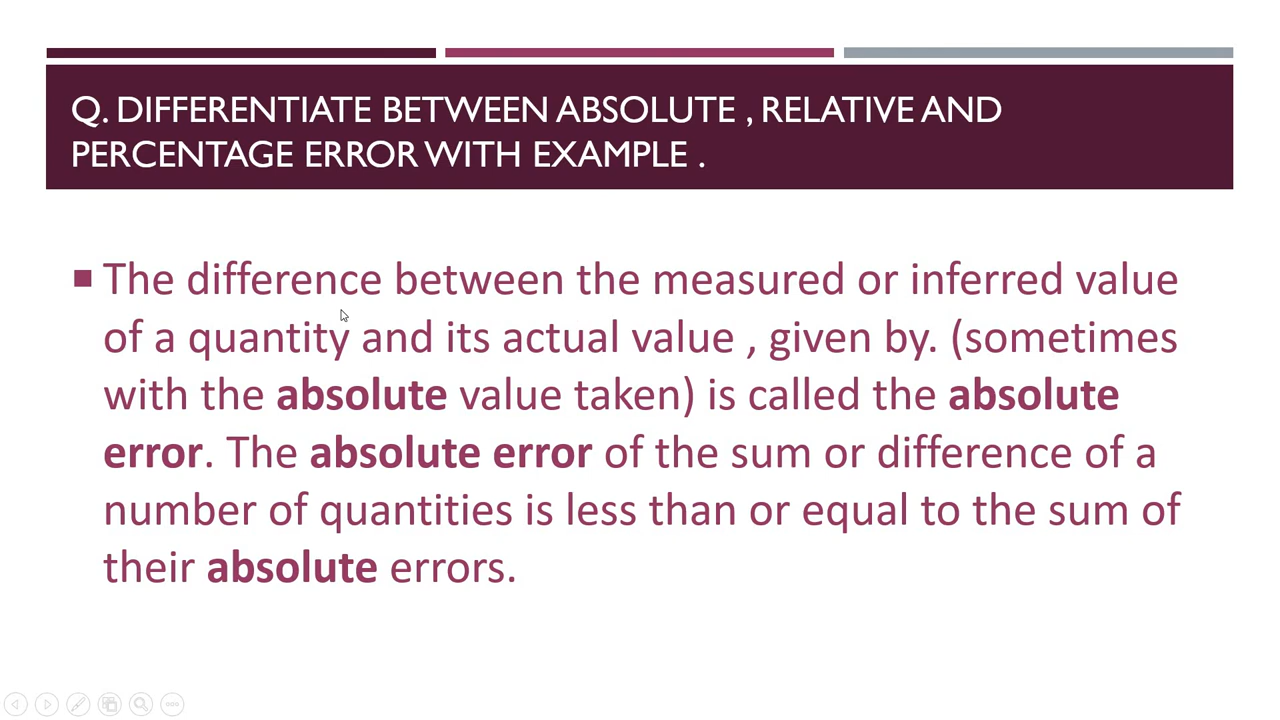 Q. DIFFERENTIATE BETWEEN ABSOLUTE , RELATIVE AND
PERCENTAGE ERROR WITH EXAMPLE .
The difference between the measured or inferred value
of a quantity and its actual value , given by. (sometimes
with the absolute value taken) is called the absolute
error. The absolute error of the sum or difference of a
number of quantities is less than or equal to the sum of
their absolute errors.